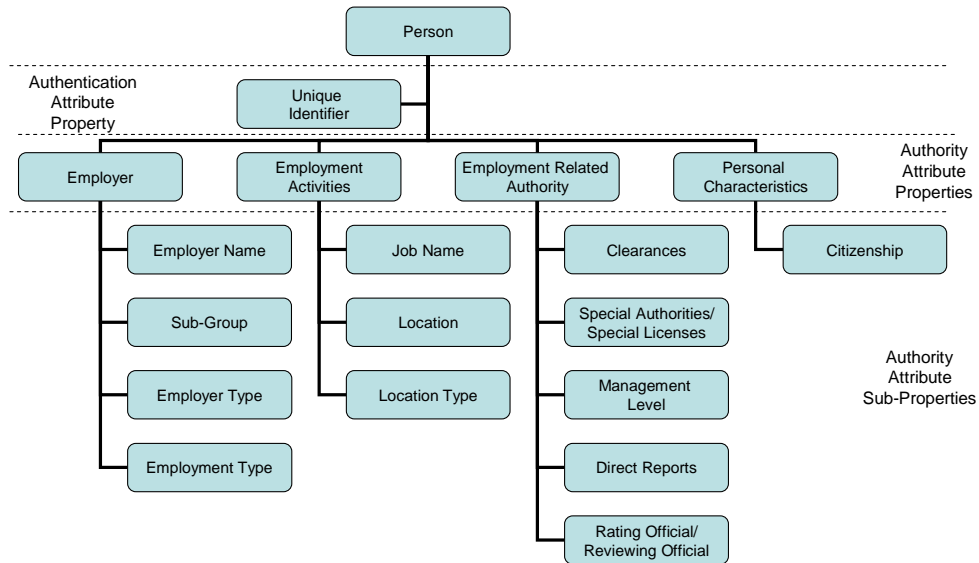 Person
Authentication
Attribute
Property
Unique
Identifier
Employer
Employment
Activities
Employment Related
Authority
Personal
Characteristics
Authority
Attribute
Properties
Employer Name
Job Name
Clearances
Citizenship
Sub-Group
Location
Special Authorities/
Special Licenses
Employer Type
Location Type
Management
Level
Authority
Attribute
Sub-Properties
Employment Type
Direct Reports
Rating Official/
Reviewing Official